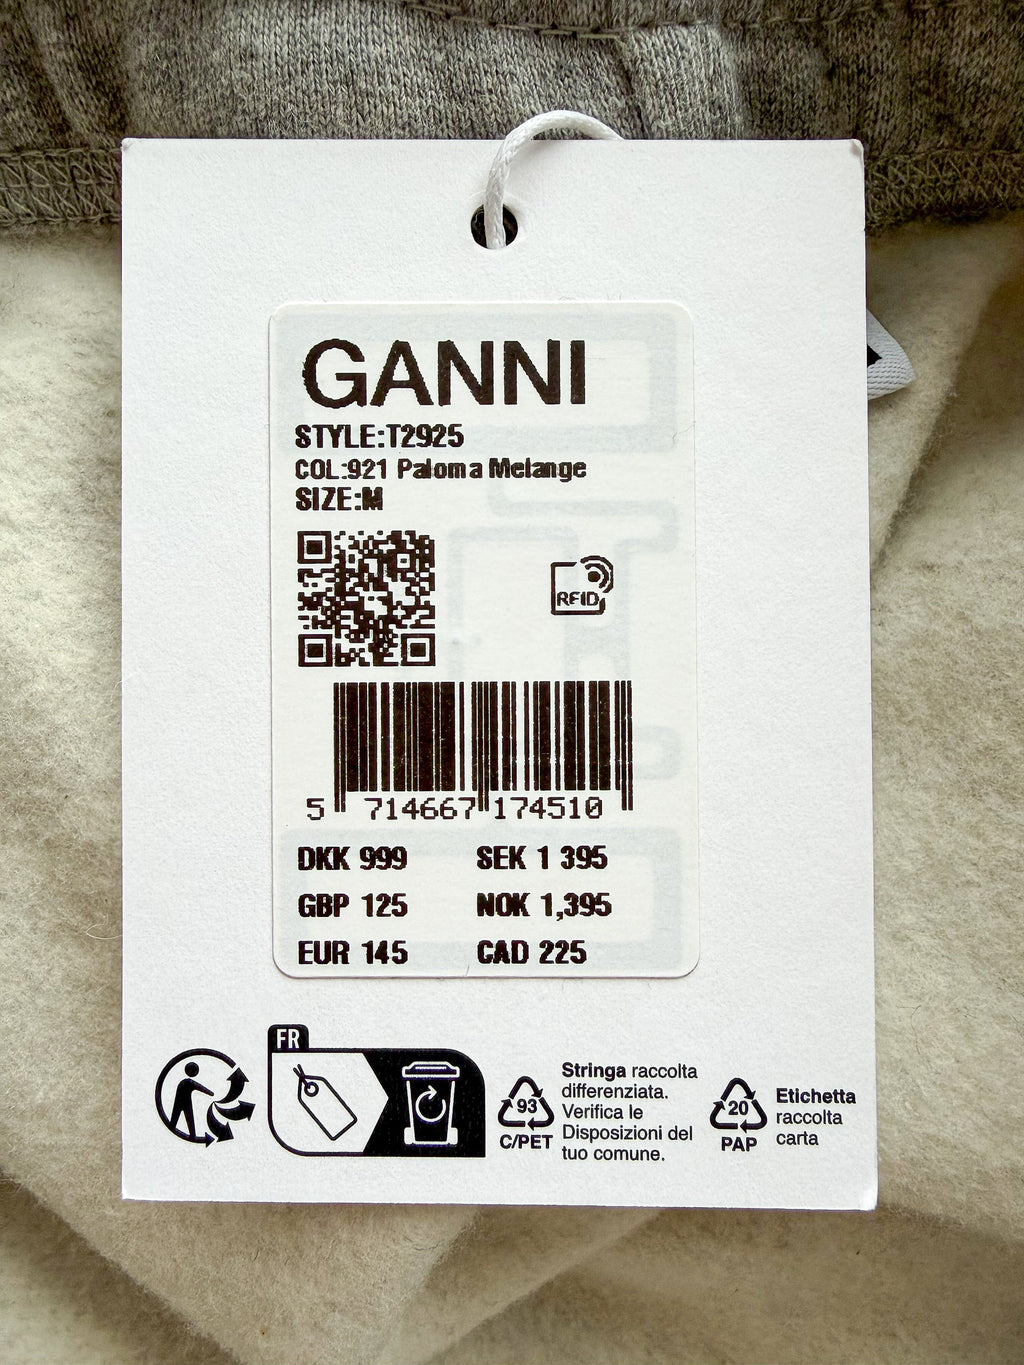 GANNI
STYLE:T2925
COL:921 Paloma Melange
SIZE:M
RFID
5 714667 174510
DKK 999 SEK 1 395
GBP 125 NOK 1,395
EUR 145 CAD 225
FR
93
C/PET
Stringa raccolta
differenziata.
Verifica le
Disposizioni del
tuo comune.
20
PAP
Etichetta
raccolta
carta